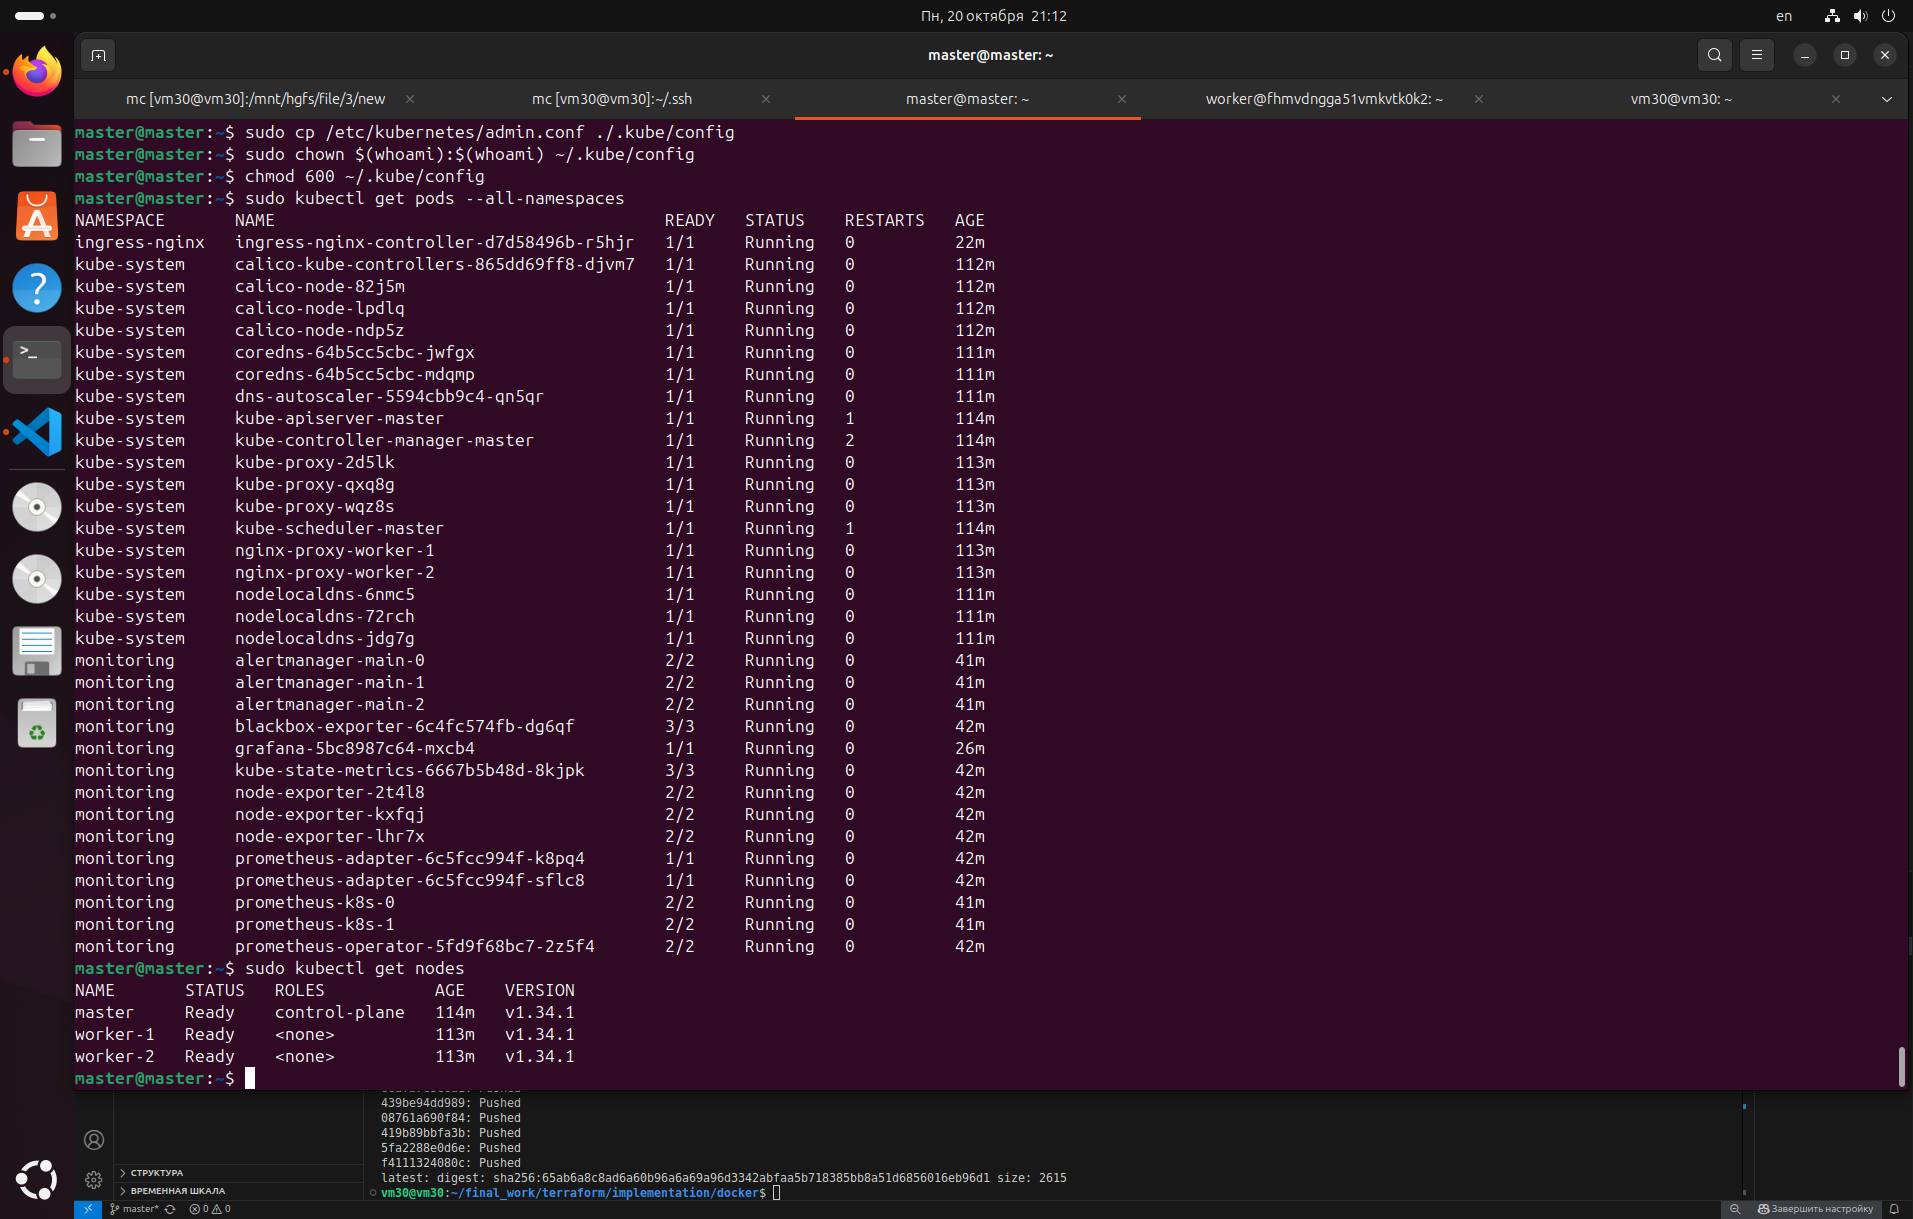 Пн, 20 октября 21:12
en
master@master: ~
mc [vm30@vm30]:/mnt/hgfs/file/3/new
mc [vm30@vm30]:~/.ssh
master@master: ~
worker@fhmvdngga51vmkvtk0k2: ~
vm30@vm30: ~
master@master:~$ sudo cp /etc/kubernetes/admin.conf ./.kube/config
master@master:~$ sudo chown $(whoami):$(whoami) ~/.kube/config
master@master:~$ chmod 600 ~/.kube/config
master@master:~$ sudo kubectl get pods --all-namespaces
NAMESPACE NAME READY STATUS RESTARTS AGE
ingress-nginx ingress-nginx-controller-d7d58496b-r5hjr 1/1 Running 0 22m
kube-system calico-kube-controllers-865dd69ff8-djvm7 1/1 Running 0 112m
kube-system calico-node-82j5m 1/1 Running 0 112m
kube-system calico-node-lpdlq 1/1 Running 0 112m
kube-system calico-node-ndp5z 1/1 Running 0 112m
kube-system coredns-64b5cc5cbc-jwfgx 1/1 Running 0 111m
kube-system coredns-64b5cc5cbc-mdqmp 1/1 Running 0 111m
kube-system dns-autoscaler-5594cbb9c4-qn5qr 1/1 Running 0 111m
kube-system kube-apiserver-master 1/1 Running 1 114m
kube-system kube-controller-manager-master 1/1 Running 2 114m
kube-system kube-proxy-2d5lk 1/1 Running 0 113m
kube-system kube-proxy-qxq8g 1/1 Running 0 113m
kube-system kube-proxy-wqz8s 1/1 Running 0 113m
kube-system kube-scheduler-master 1/1 Running 1 114m
kube-system nginx-proxy-worker-1 1/1 Running 0 113m
kube-system nginx-proxy-worker-2 1/1 Running 0 113m
kube-system nodelocaldns-6nmc5 1/1 Running 0 111m
kube-system nodelocaldns-72rch 1/1 Running 0 111m
kube-system nodelocaldns-jdg7g 1/1 Running 0 111m
monitoring alertmanager-main-0 2/2 Running 0 41m
monitoring alertmanager-main-1 2/2 Running 0 41m
monitoring alertmanager-main-2 2/2 Running 0 41m
monitoring blackbox-exporter-6c4fc574fb-dg6qf 3/3 Running 0 42m
monitoring grafana-5bc8987c64-mxcb4 1/1 Running 0 26m
monitoring kube-state-metrics-6667b5b48d-8kjpk 3/3 Running 0 42m
monitoring node-exporter-2t4l8 2/2 Running 0 42m
monitoring node-exporter-kxfqj 2/2 Running 0 42m
monitoring node-exporter-lhr7x 2/2 Running 0 42m
monitoring prometheus-adapter-6c5fcc994f-k8pq4 1/1 Running 0 42m
monitoring prometheus-adapter-6c5fcc994f-sflc8 1/1 Running 0 42m
monitoring prometheus-k8s-0 2/2 Running 0 41m
monitoring prometheus-k8s-1 2/2 Running 0 41m
monitoring prometheus-operator-5fd9f68bc7-2z5f4 2/2 Running 0 42m
master@master:~$ sudo kubectl get nodes
NAME STATUS ROLES AGE VERSION
master Ready control-plane 114m v1.34.1
worker-1 Ready <none> 113m v1.34.1
worker-2 Ready <none> 113m v1.34.1
master@master:~$
439be94dd989: Pushed
08761a690f84: Pushed
419b89bbfa3b: Pushed
5fa2288e0d6e: Pushed
f4111324080c: Pushed
latest: digest: sha256:65ab6a8c8ad6a60b96a6a69a96d3342abfaa5b718385bb8a51d6856016eb96d1 size: 2615
vm30@vm30:~/final_work/terraform/implementation/docker$
СТРУКТУРА
ВРЕМЕННАЯ ШКАЛА
master* 0 0
Завершить настройку